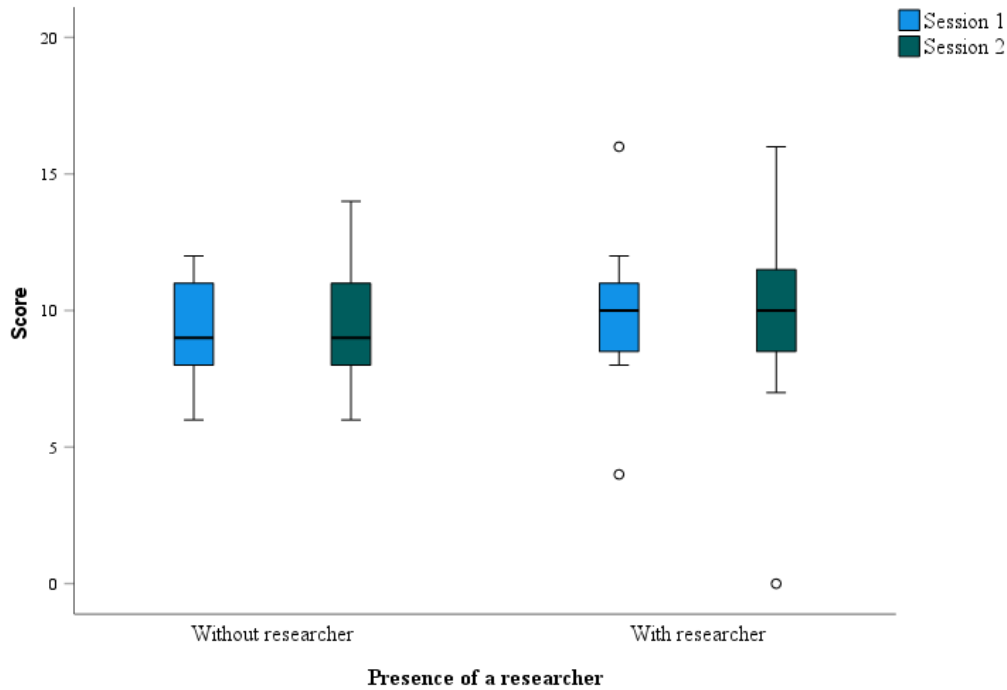 Session 1
Session 2
20
15
10
5
0
Score
Without researcher
With researcher
Presence of a researcher